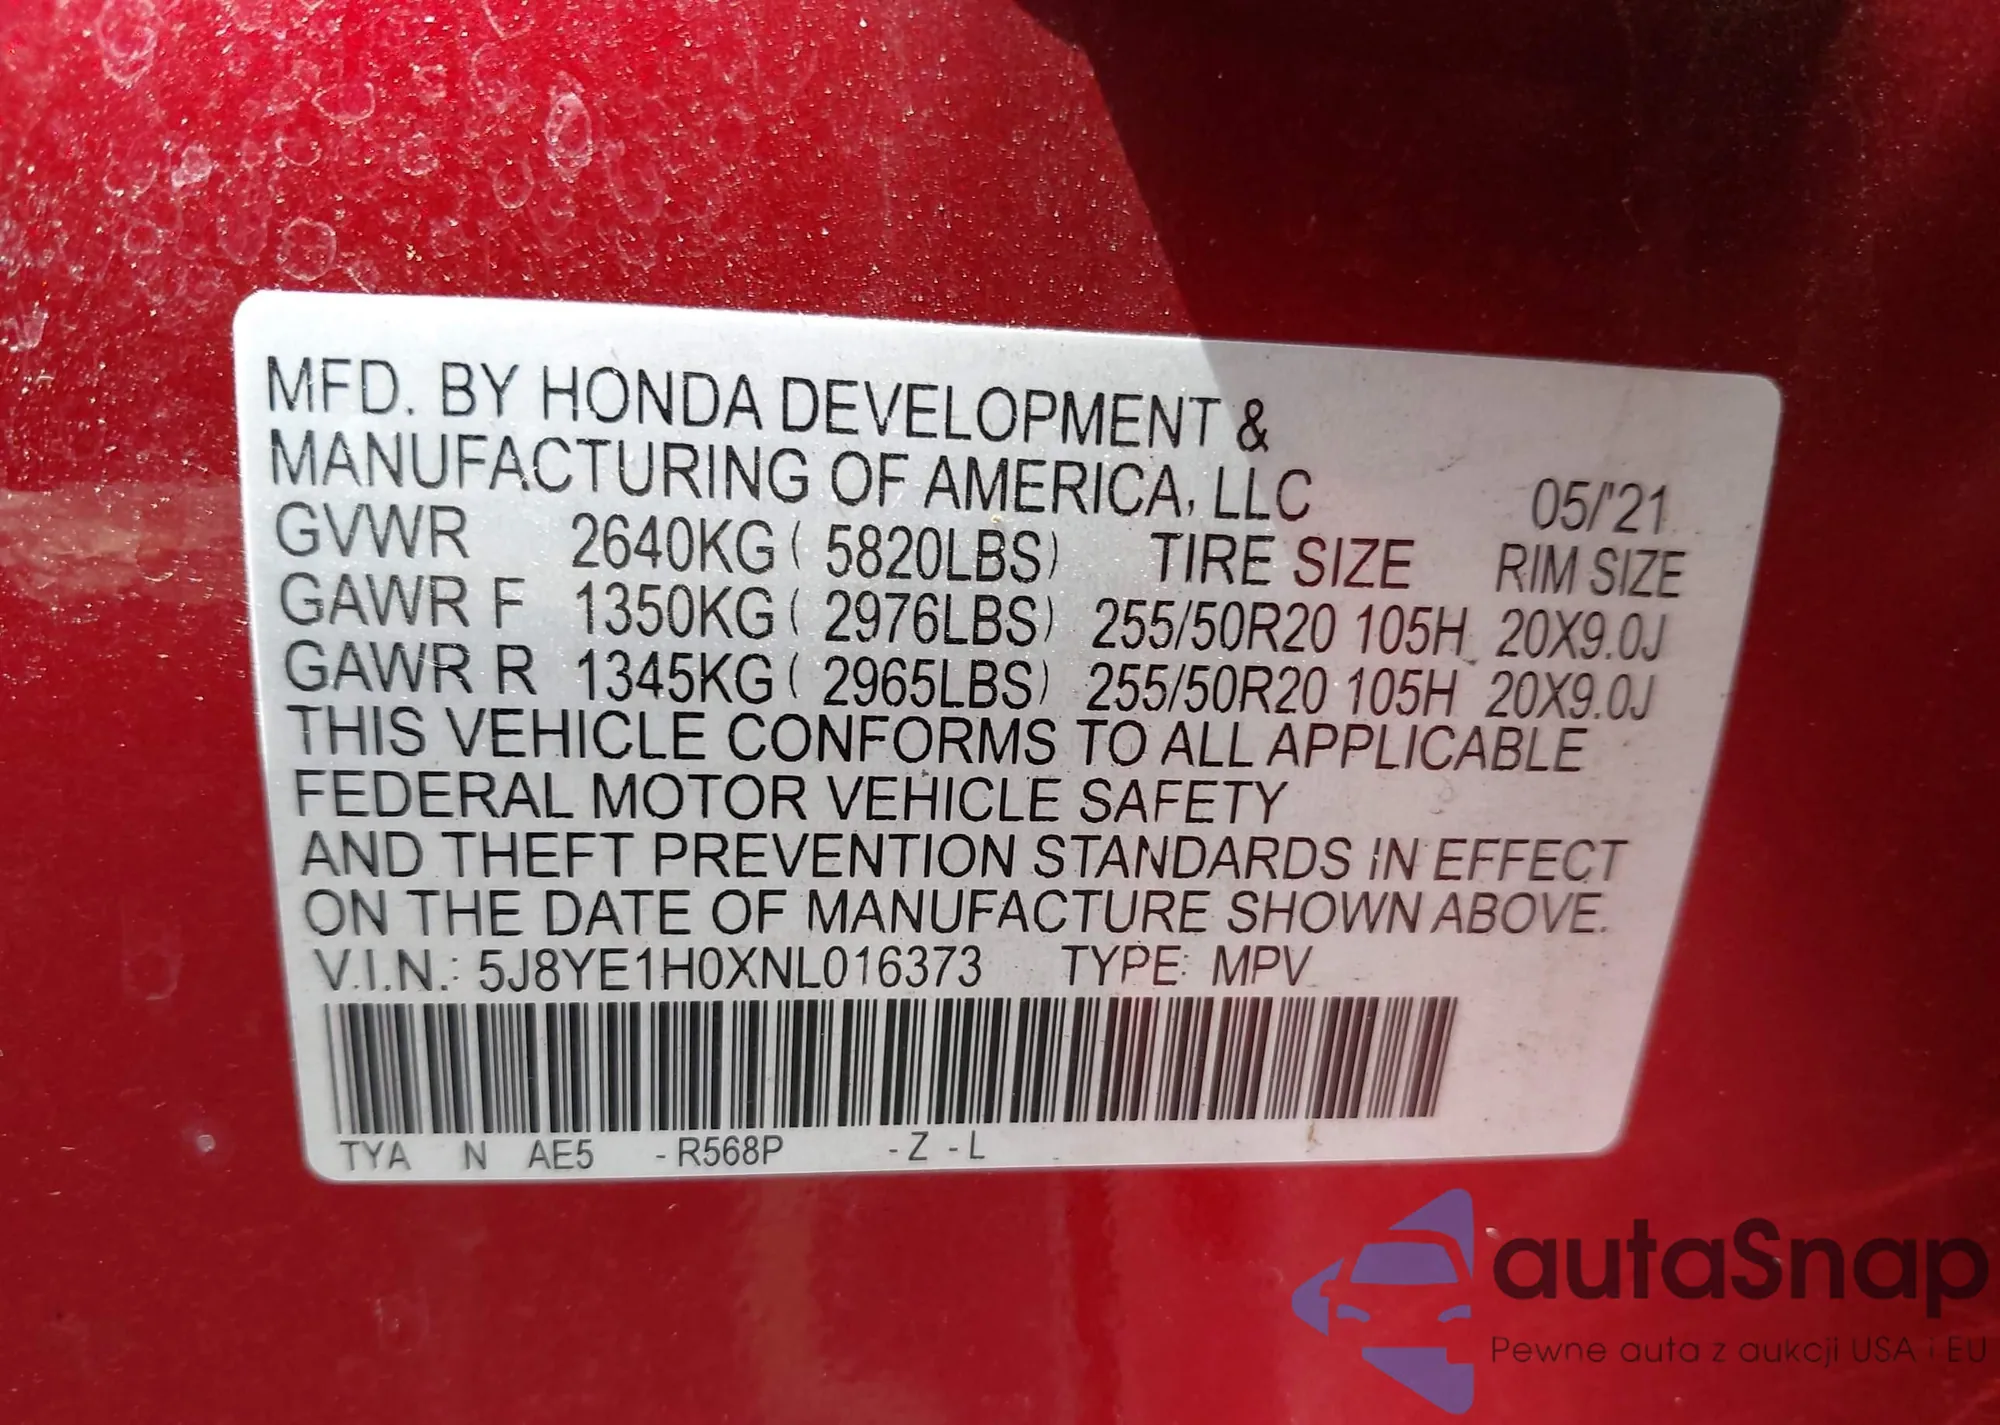 MFD. BY HONDA DEVELOPMENT &
MANUFACTURING OF AMERICA, LLC 05/'21
GVWR 2640KG ( 5820LBS) TIRE SIZE RIM SIZE
GAWR F 1350KG ( 2976LBS) 255/50R20 105H 20X9.0J
GAWR R 1345KG ( 2965LBS) 255/50R20 105H 20X9.0J
THIS VEHICLE CONFORMS TO ALL APPLICABLE
FEDERAL MOTOR VEHICLE SAFETY
AND THEFT PREVENTION STANDARDS IN EFFECT
ON THE DATE OF MANUFACTURE SHOWN ABOVE.
V.I.N.: 5J8YE1H0XNL016373 TYPE: MPV
TYA N AE5 - R568P - Z - L
autaSnap
Pewne auta z aukcji USA i EU